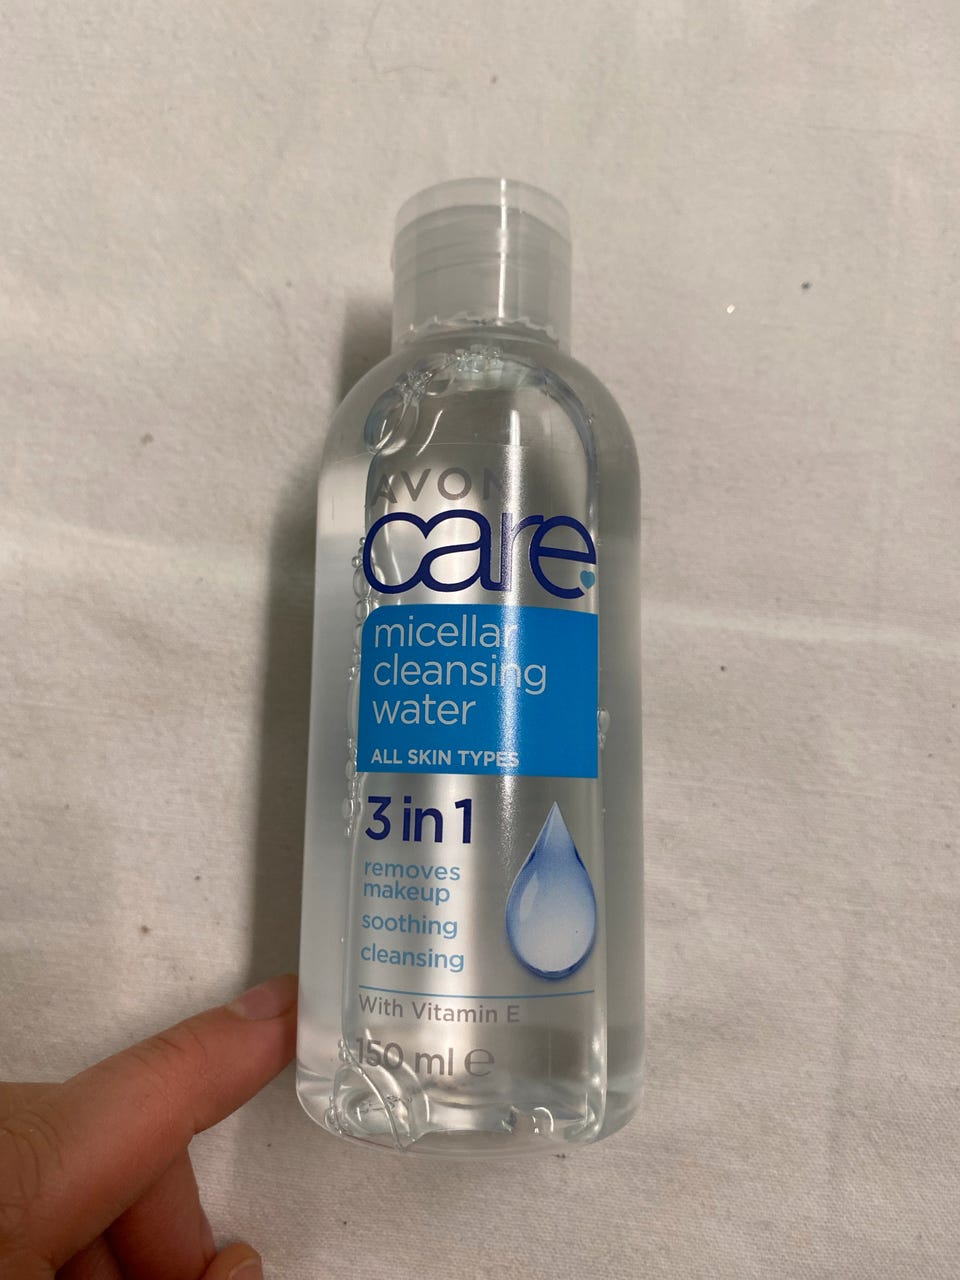 AVON
care
micellar
cleansing
water
ALL SKIN TYPES
3 in 1
removes
makeup
soothing
cleansing
With Vitamin E
150 ml ℮